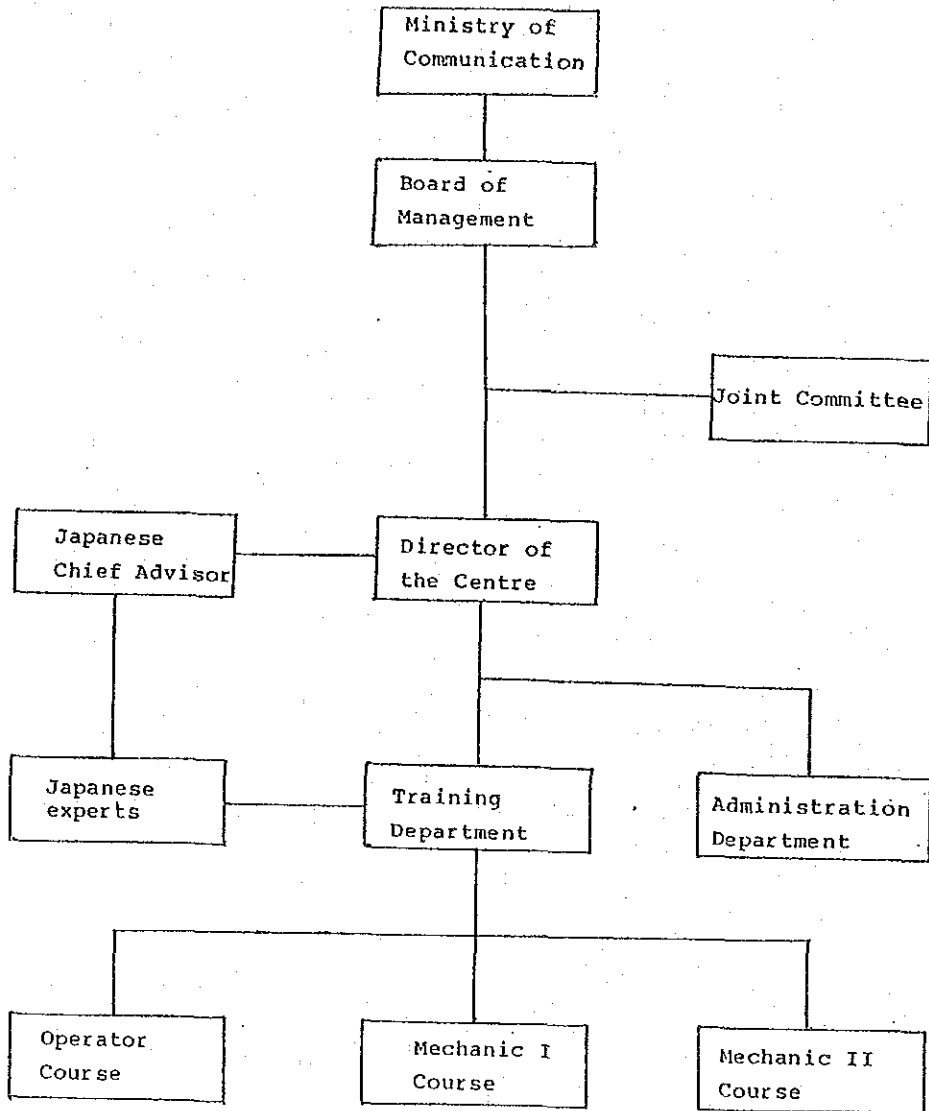 Ministry of
Communication
Board of
Management
Joint Committee
Japanese
Chief Advisor
Director of
the Centre
Japanese
experts
Training
Department
Administration
Department
Operator
Course
Mechanic I
Course
Mechanic II
Course